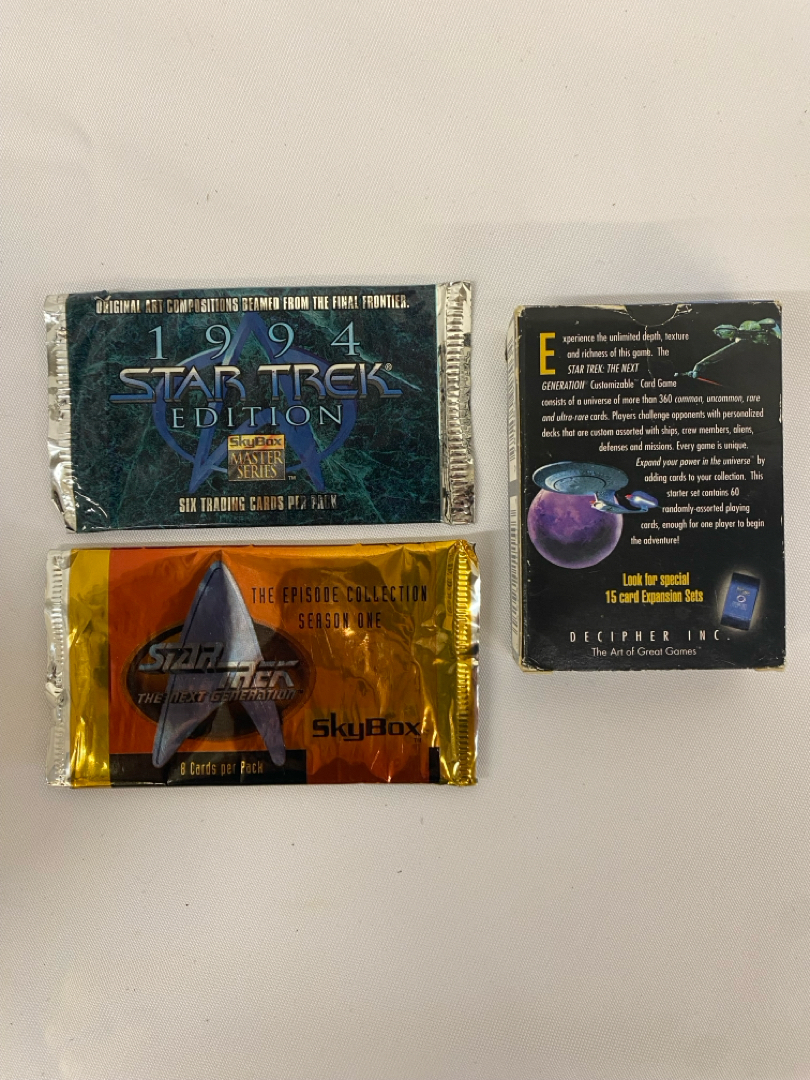 ORIGINAL ART COMPOSITIONS BEAMED FROM THE FINAL FRONTIER.
1994
STAR TREK®
EDITION
SkyBox
MASTER
SERIES™
SIX TRADING CARDS PER PACK
THE EPISODE COLLECTION
SEASON ONE
STAR TREK
THE NEXT GENERATION
SkyBox™
8 Cards per Pack
Experience the unlimited depth, texture
and richness of this game. The
STAR TREK: THE NEXT
GENERATION™ Customizable™ Card Game
consists of a universe of more than 360 common, uncommon, rare
and ultra-rare cards. Players challenge opponents with personalized
decks that are custom assorted with ships, crew members, aliens,
defenses and missions. Every game is unique.
Expand your power in the universe™ by
adding cards to your collection. This
starter set contains 60
randomly-assorted playing
cards, enough for one player to begin
the adventure!
Look for special
15 card Expansion Sets
DECIPHER INC.
The Art of Great Games™